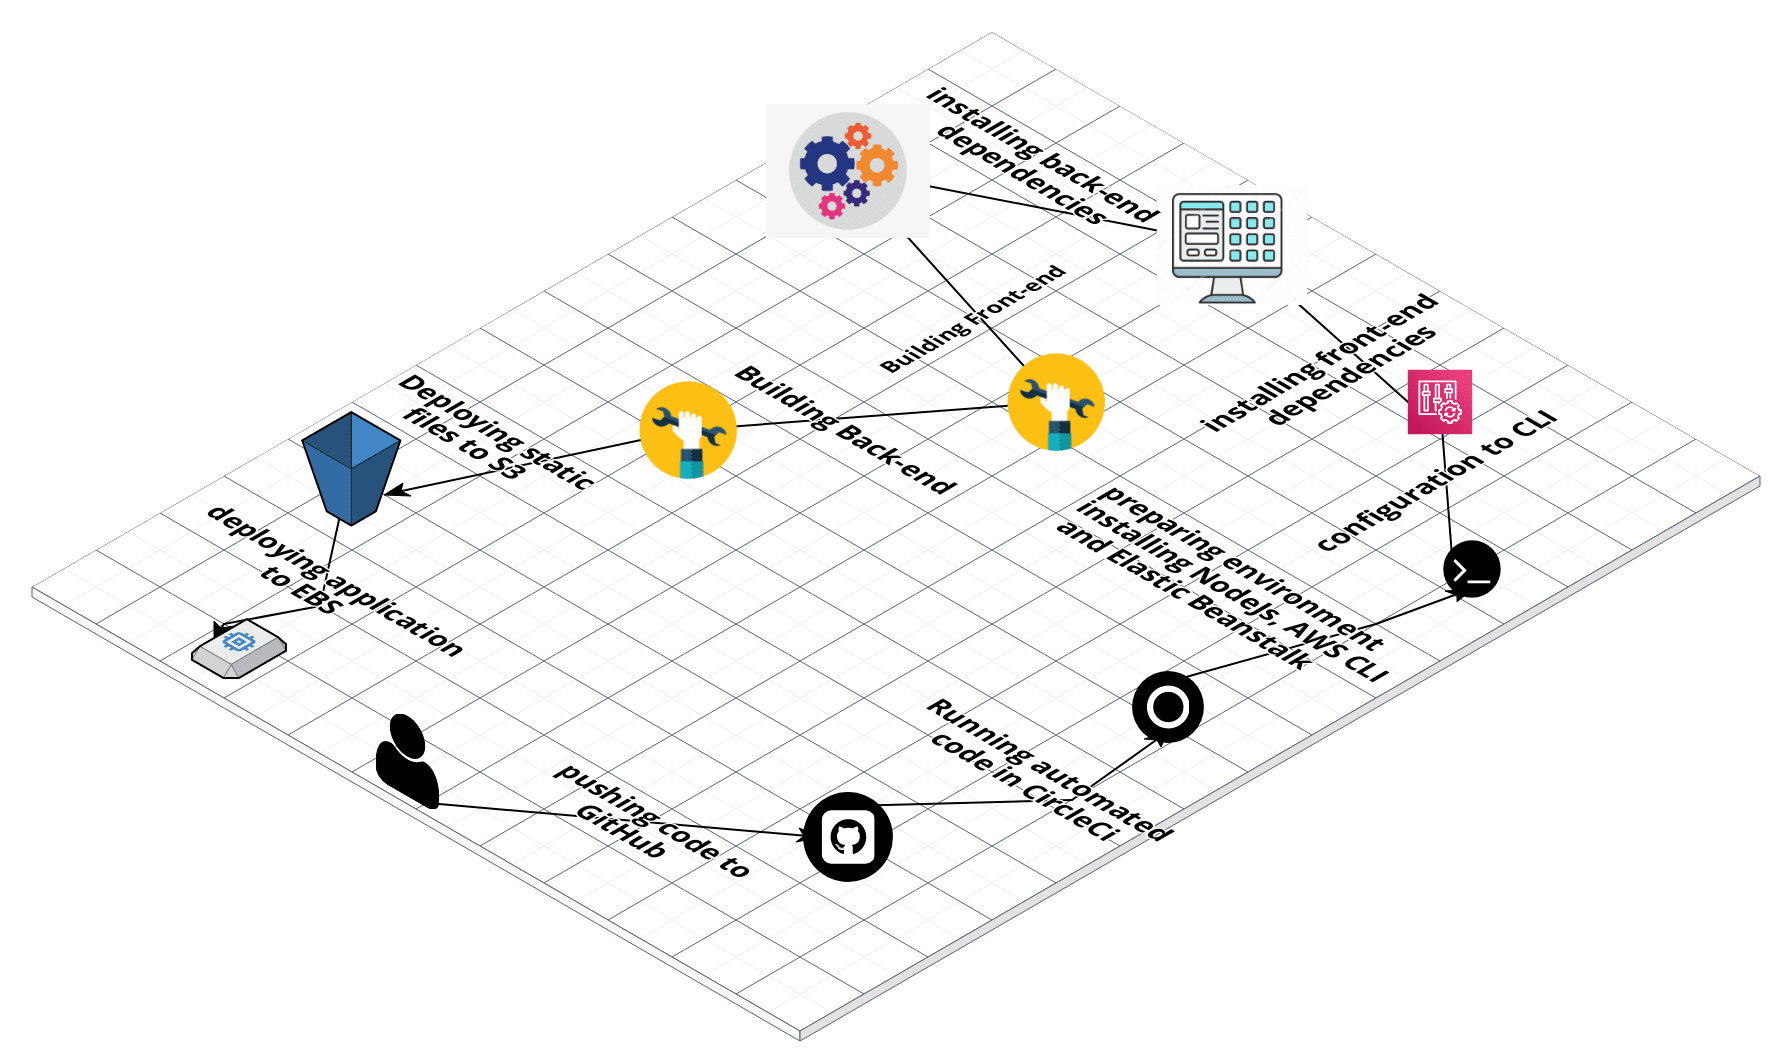 installing back-end
dependencies
Building Front-end
installing front-end
dependencies
Deploying static
files to S3
Building Back-end
configuration to CLI
preparing environment
installing NodeJs, AWS CLI
and Elastic Beanstalk
deploying application
to EBS
Running automated
code in CircleCi
pushing code to
GitHub